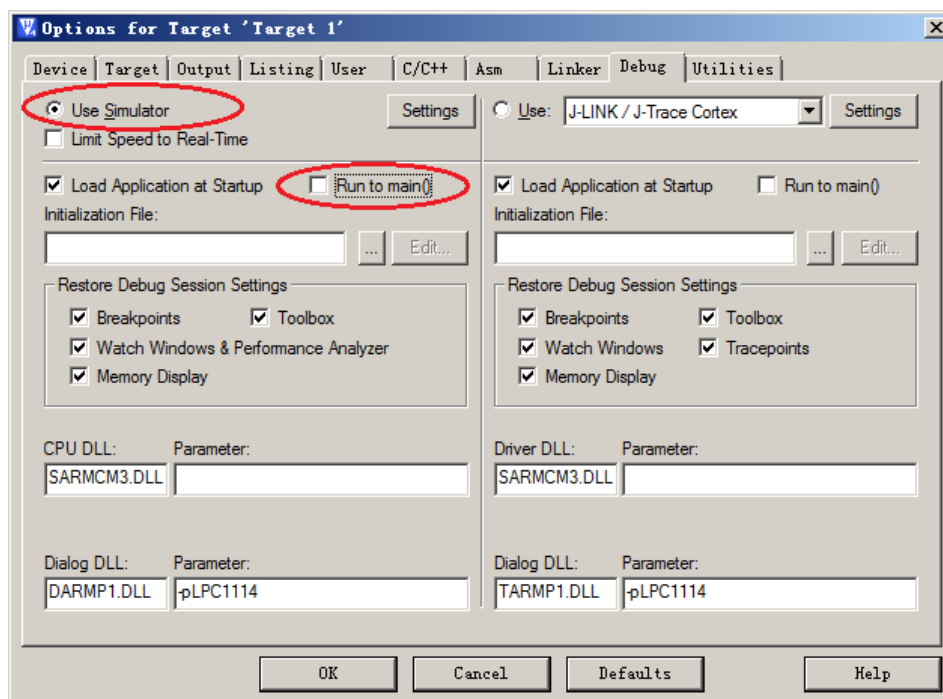 Options for Target 'Target 1'
Device Target Output Listing User C/C++ Asm Linker Debug Utilities
Use Simulator Settings Use: J-LINK / J-Trace Cortex Settings
Limit Speed to Real-Time
Load Application at Startup Run to main() Load Application at Startup Run to main()
Initialization File: Initialization File:
... Edit... ... Edit...
Restore Debug Session Settings Restore Debug Session Settings
Breakpoints Toolbox Breakpoints Toolbox
Watch Windows & Performance Analyzer Watch Windows Tracepoints
Memory Display Memory Display
CPU DLL: Parameter: Driver DLL: Parameter:
SARMCM3.DLL SARMCM3.DLL
Dialog DLL: Parameter: Dialog DLL: Parameter:
DARMP1.DLL -pLPC1114 TARMP1.DLL -pLPC1114
OK Cancel Defaults Help